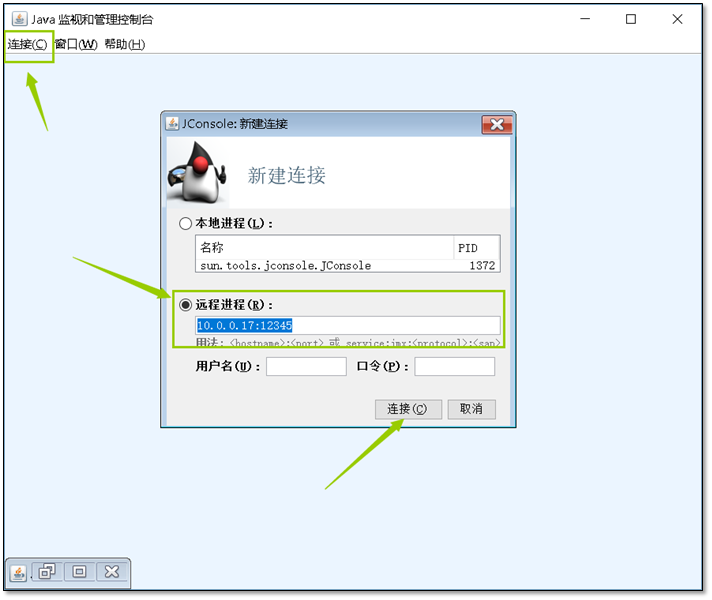 Java 监视和管理控制台
连接(C) 窗口(W) 帮助(H)
JConsole: 新建连接
新建连接
本地进程(L):
名称 PID
sun.tools.jconsole.JConsole 1372
远程进程(R):
10.0.0.17:12345
用法: <hostname>:<port> 或 service:jmx:<protocol>:<sap>
用户名(U): 口令(P):
连接(C) 取消